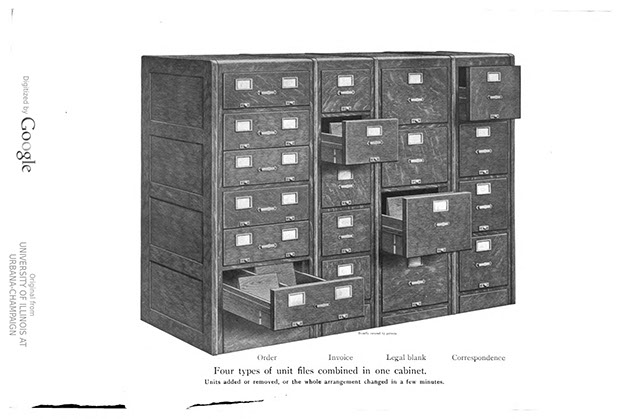 Digitized by Google
Original from
UNIVERSITY OF ILLINOIS AT
URBANA-CHAMPAIGN
Order Invoice Legal blank Correspondence
Four types of unit files combined in one cabinet.
Units added or removed, or the whole arrangement changed in a few minutes.